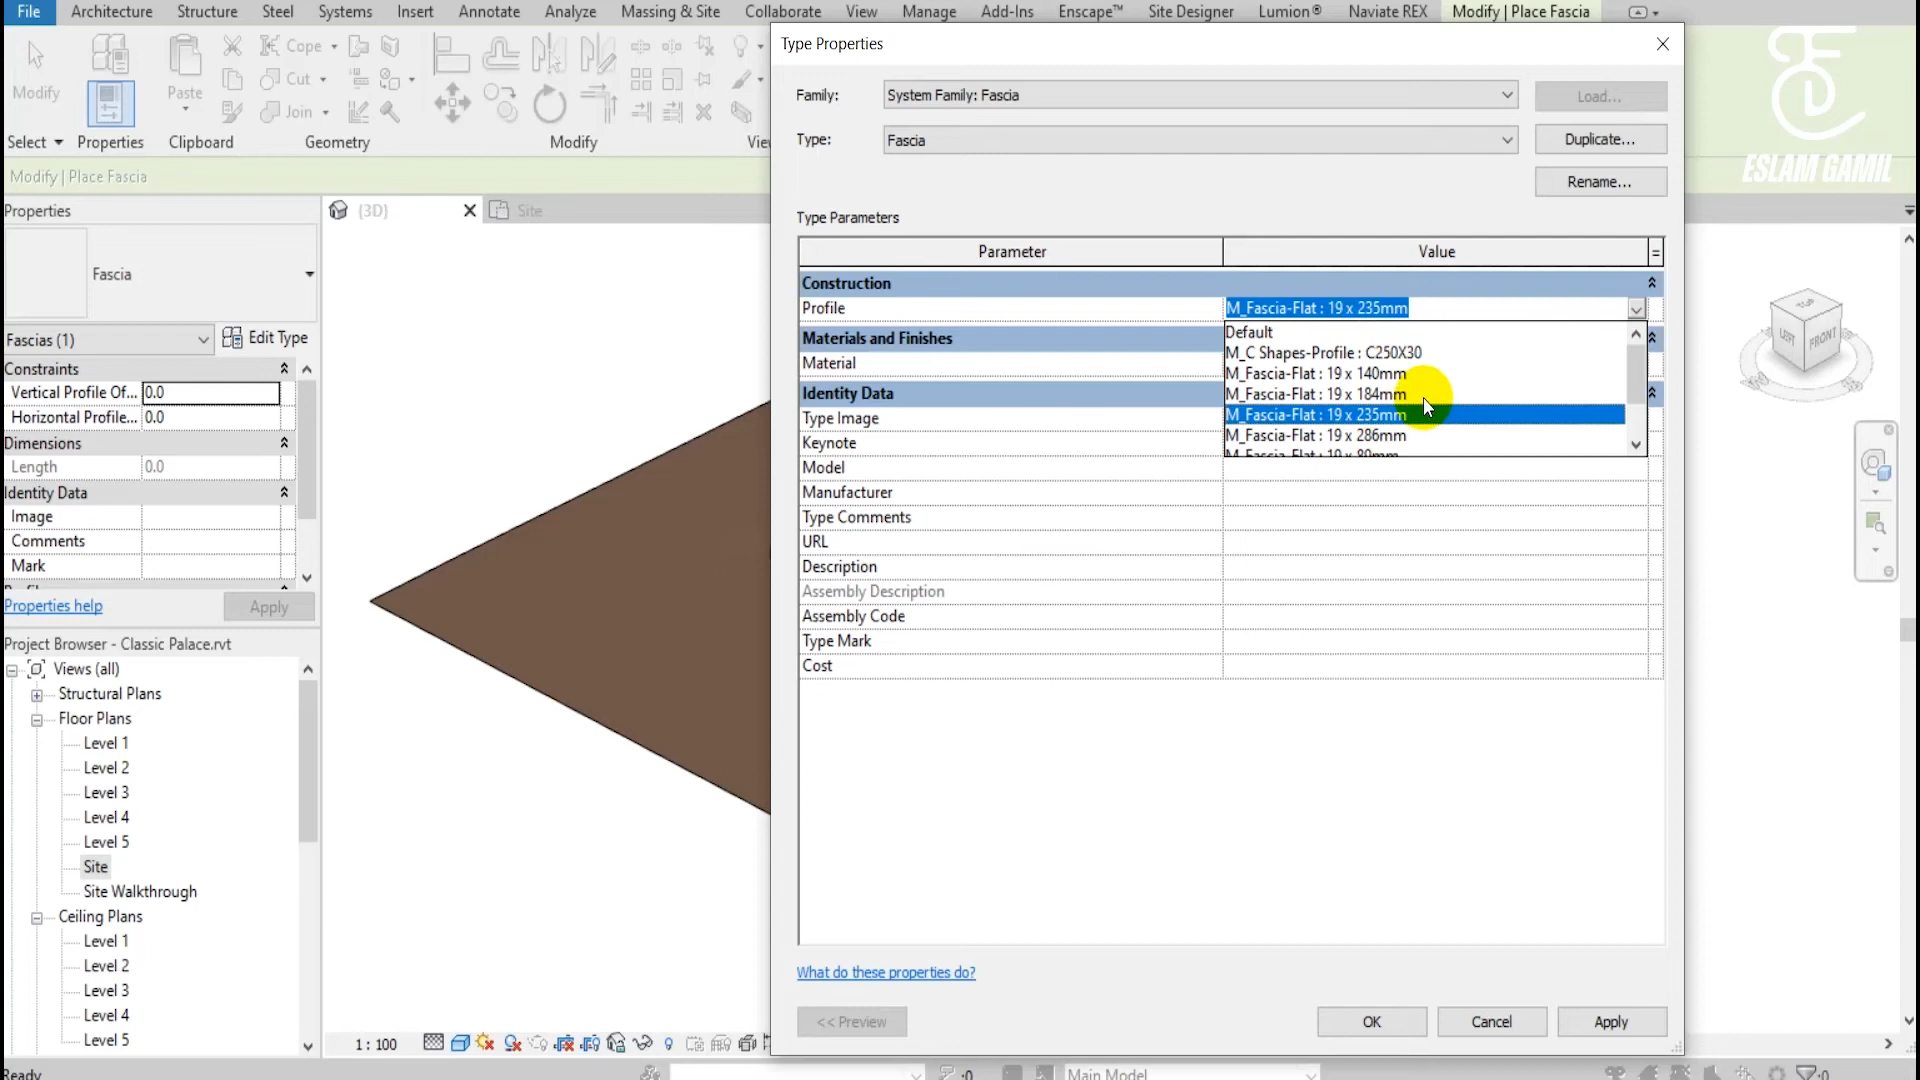 File Architecture Structure Steel Systems Insert Annotate Analyze Massing & Site Collaborate View Manage Add-Ins Enscape™ Site Designer Lumion® Naviate REX Modify | Place Fascia
Modify
Paste
Cope
Cut
Join
Select Properties Clipboard Geometry Modify
Modify | Place Fascia
ESLAM GAMIL
Properties
Fascia
Fascias (1) Edit Type
Constraints
Vertical Profile Of... 0.0
Horizontal Profile... 0.0
Dimensions
Length 0.0
Identity Data
Image
Comments
Mark
Properties help Apply
Project Browser - Classic Palace.rvt
Views (all)
Structural Plans
Floor Plans
Level 1
Level 2
Level 3
Level 4
Level 5
Site
Site Walkthrough
Ceiling Plans
Level 1
Level 2
Level 3
Level 4
Level 5
Ready
{3D} Site
1 : 100
Type Properties
Family: System Family: Fascia Load...
Type: Fascia Duplicate...
Rename...
Type Parameters
Parameter Value =
Construction
Profile M_Fascia-Flat : 19 x 235mm
Default
M_C Shapes-Profile : C250X30
M_Fascia-Flat : 19 x 140mm
M_Fascia-Flat : 19 x 184mm
M_Fascia-Flat : 19 x 235mm
M_Fascia-Flat : 19 x 286mm
M_Fascia-Flat : 19 x 89mm
Materials and Finishes
Material
Identity Data
Type Image
Keynote
Model
Manufacturer
Type Comments
URL
Description
Assembly Description
Assembly Code
Type Mark
Cost
What do these properties do?
<< Preview OK Cancel Apply
LEFT FRONT
:0 Main Model :0